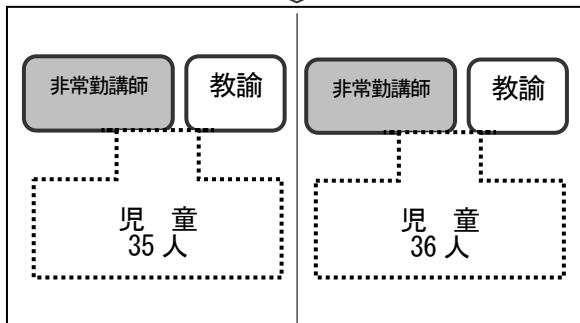 非常勤講師
教諭
児 童
35 人
非常勤講師
教諭
児 童
36 人